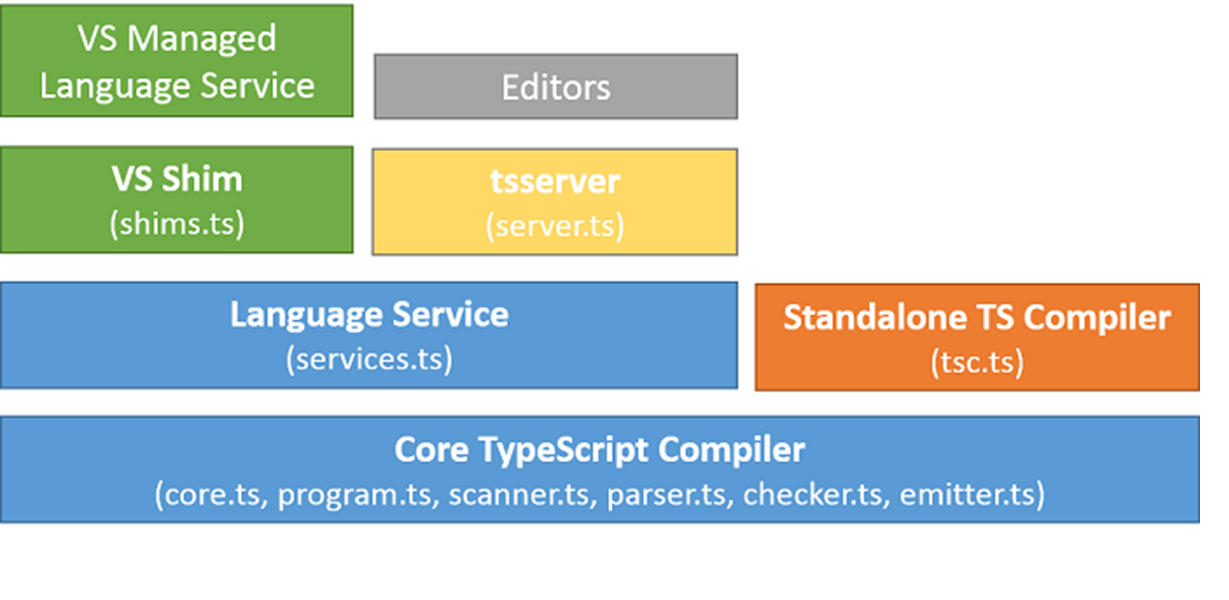 VS Managed
Language Service
Editors
VS Shim
(shims.ts)
tsserver
(server.ts)
Language Service
(services.ts)
Standalone TS Compiler
(tsc.ts)
Core TypeScript Compiler
(core.ts, program.ts, scanner.ts, parser.ts, checker.ts, emitter.ts)